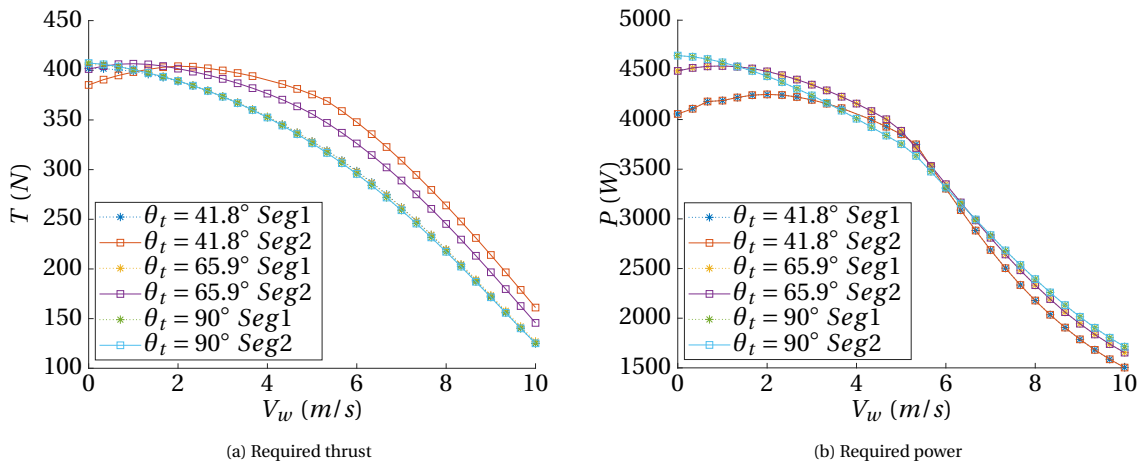 450
400
350
300
250
200
150
100
T (N)
θ_t = 41.8° Seg1
θ_t = 41.8° Seg2
θ_t = 65.9° Seg1
θ_t = 65.9° Seg2
θ_t = 90° Seg1
θ_t = 90° Seg2
0 2 4 6 8 10
V_w (m/s)
(a) Required thrust
5000
4500
4000
3500
3000
2500
2000
1500
P (W)
θ_t = 41.8° Seg1
θ_t = 41.8° Seg2
θ_t = 65.9° Seg1
θ_t = 65.9° Seg2
θ_t = 90° Seg1
θ_t = 90° Seg2
0 2 4 6 8 10
V_w (m/s)
(b) Required power